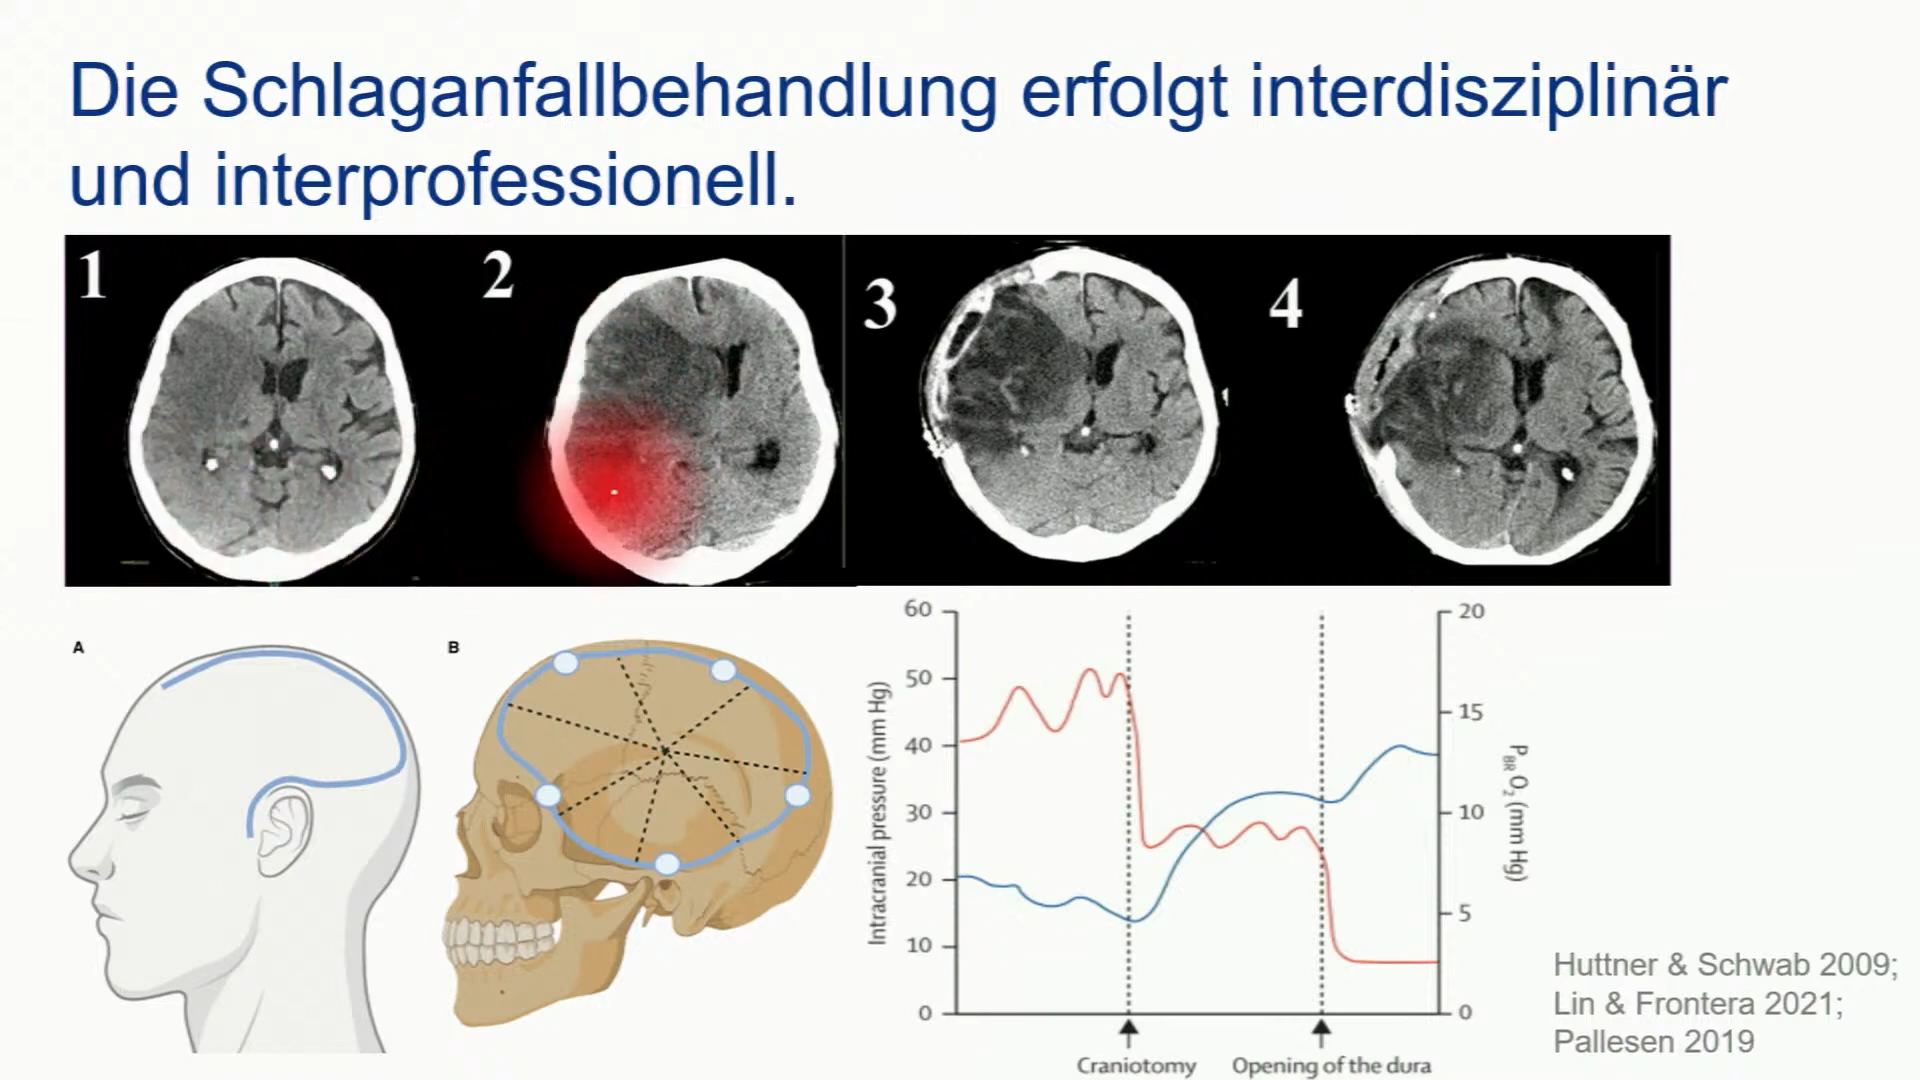 Die Schlaganfallbehandlung erfolgt interdisziplinär
und interprofessionell.
1
2
3
4
A
B
60
50
40
30
20
10
0
Intracranial pressure (mm Hg)
20
15
10
5
0
PBRO2 (mm Hg)
Craniotomy
Opening of the dura
Huttner & Schwab 2009;
Lin & Frontera 2021;
Pallesen 2019